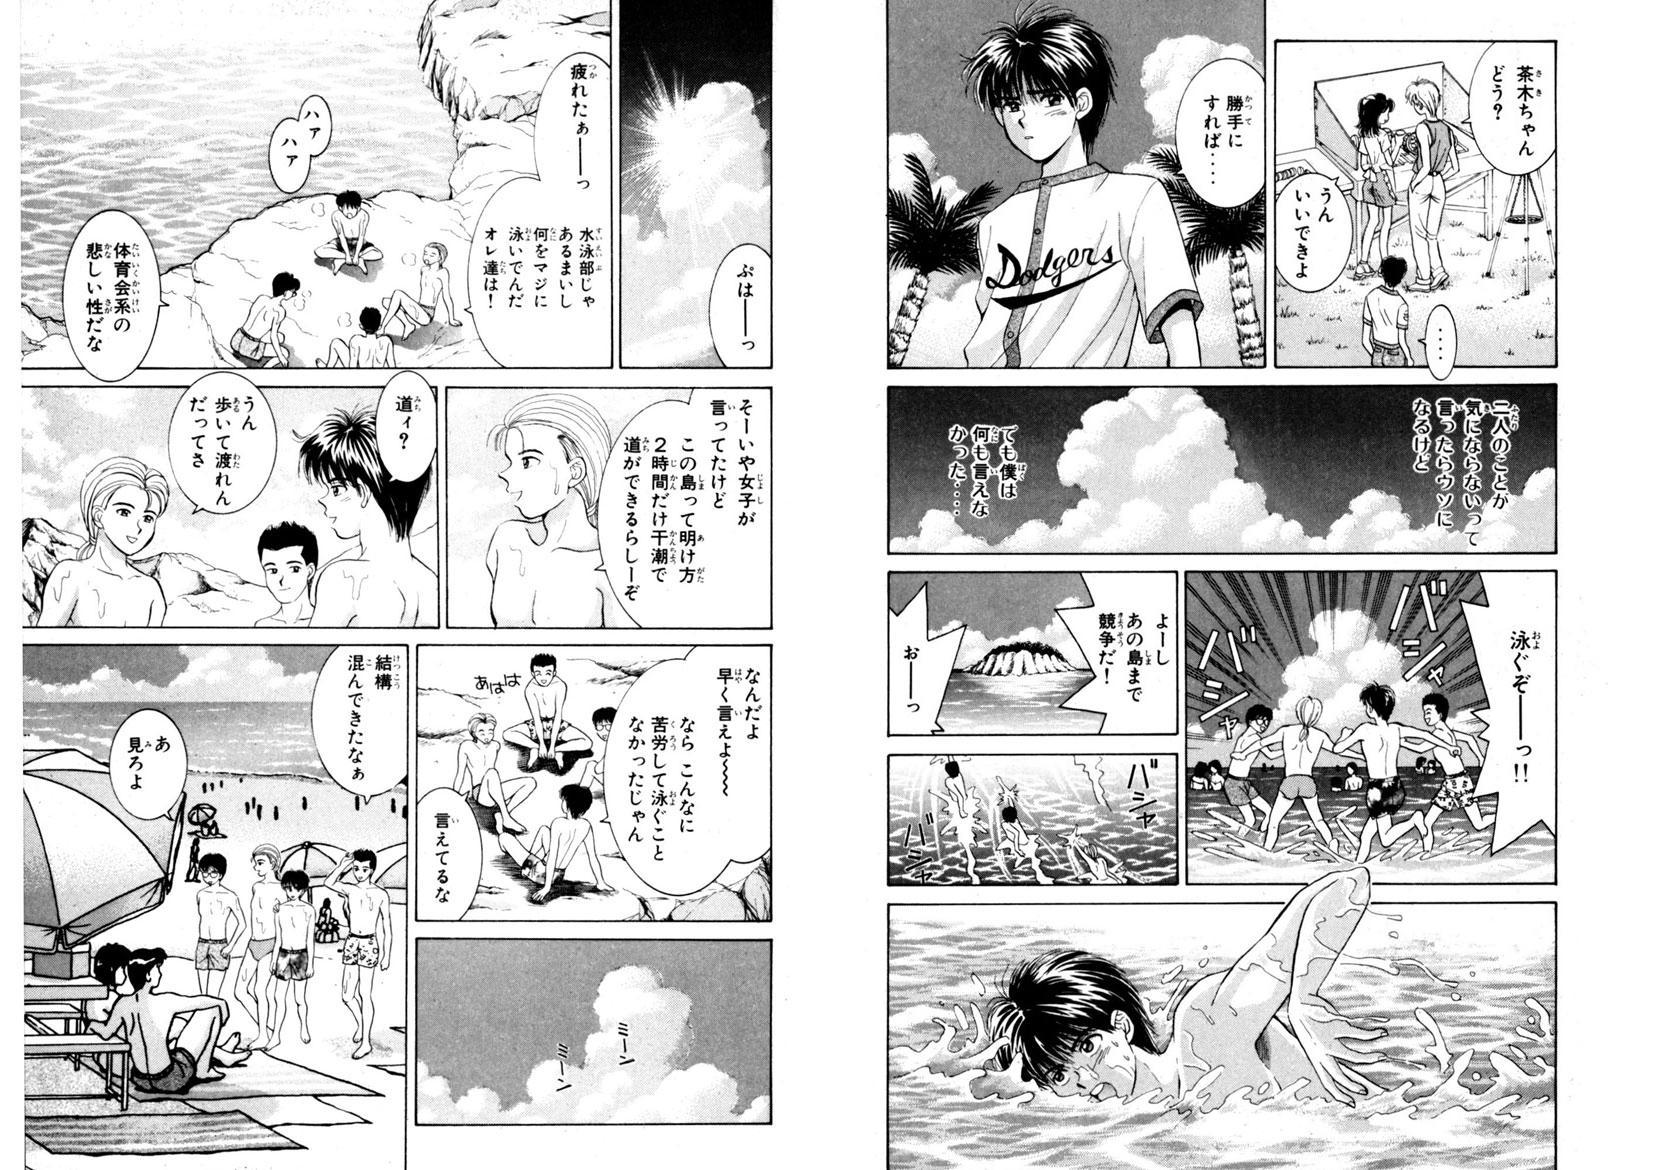 茶木ちゃん
どう?
うん
いいできよ
‥‥
勝手に
すれば‥‥
Dodgers
二人のことが
気にならないって
言ったらウソに
なるけど
でも僕は
何も言えな
かった‥‥
泳ぐぞーーっ!!
バシャ
バシャ
よーし
あの島まで
競争だ!
おーーっ
バシャ
バシャ
ぷはーーっ
疲れたぁーーっ
水泳部じゃ
あるまいし
何をマジに
泳いでんだ
オレ達は!
ハァ
ハァ
体育会系の
悲しい性だな
そーいや女子が
言ってたけど
この島って明け方
2時間だけ干潮で
道ができるらしーぞ
道ィ?
うん
歩いて渡れん
だってさ
なんだよ
早く言えよ〜〜〜
なら こんなに
苦労して泳ぐこと
なかったじゃん
あはは
言えてるな
ミーン
ミーン
結構
混んできたなぁ
あ
見ろよ